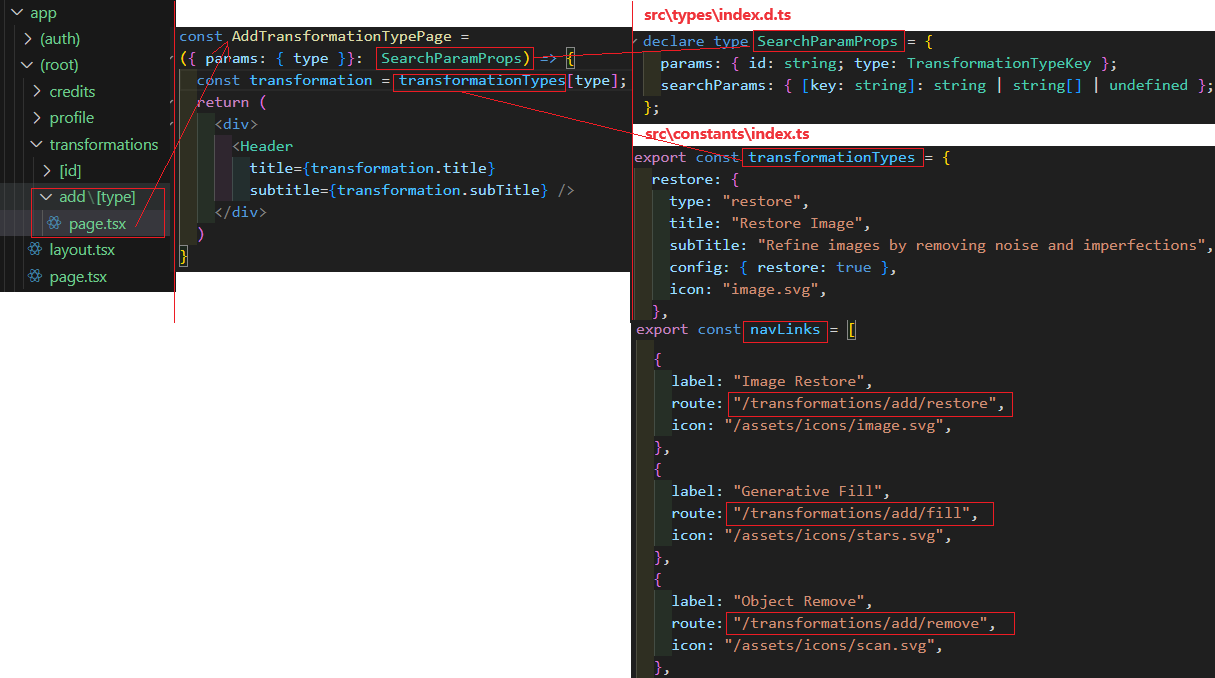 app
(auth)
(root)
credits
profile
transformations
[id]
add\[type]
page.tsx
layout.tsx
page.tsx
const AddTransformationTypePage =
({ params: { type }}: SearchParamProps) => {
const transformation = transformationTypes[type];
return (
<div>
<Header
title={transformation.title}
subtitle={transformation.subTitle} />
</div>
)
}
src\types\index.d.ts
declare type SearchParamProps = {
params: { id: string; type: TransformationTypeKey };
searchParams: { [key: string]: string | string[] | undefined };
};
src\constants\index.ts
export const transformationTypes = {
restore: {
type: "restore",
title: "Restore Image",
subTitle: "Refine images by removing noise and imperfections",
config: { restore: true },
icon: "image.svg",
},
export const navLinks = [
{
label: "Image Restore",
route: "/transformations/add/restore",
icon: "/assets/icons/image.svg",
},
{
label: "Generative Fill",
route: "/transformations/add/fill",
icon: "/assets/icons/stars.svg",
},
{
label: "Object Remove",
route: "/transformations/add/remove",
icon: "/assets/icons/scan.svg",
},